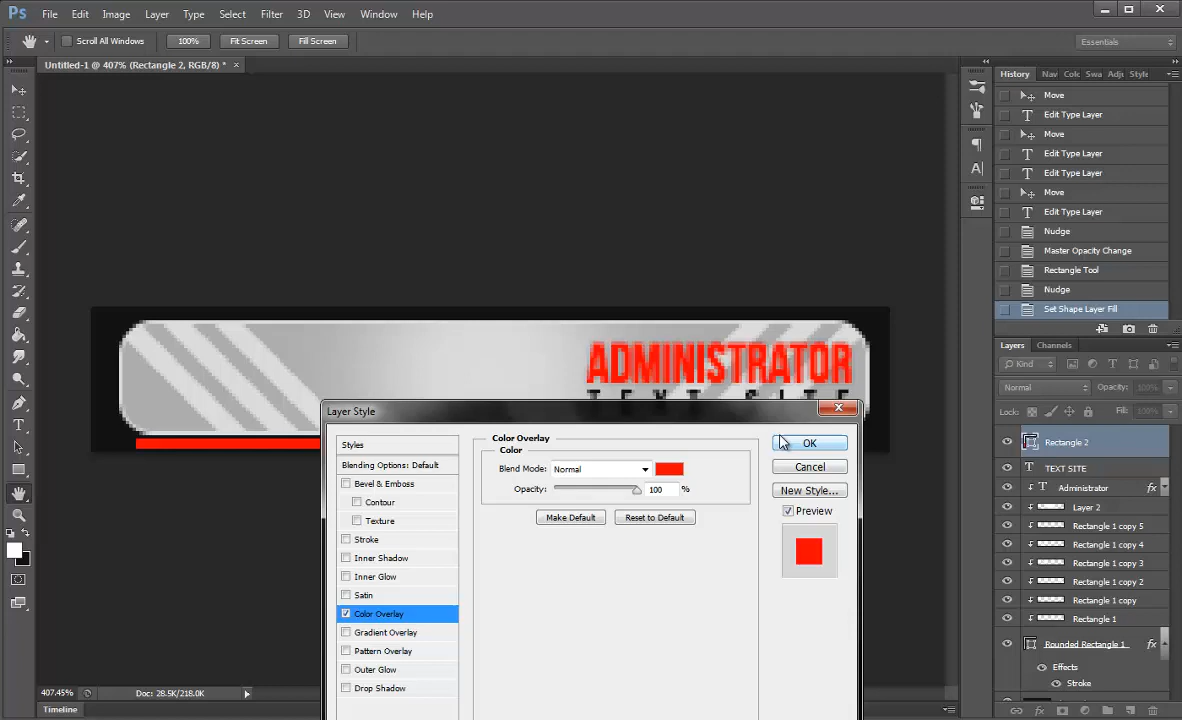 Ps File Edit Image Layer Type Select Filter 3D View Window Help
Scroll All Windows 100% Fit Screen Fill Screen Essentials
Untitled-1 @ 407% (Rectangle 2, RGB/8) * ×
History Nav Colc Swa Adju Style
Move
Edit Type Layer
Move
Edit Type Layer
Edit Type Layer
Move
Edit Type Layer
Nudge
Master Opacity Change
Rectangle Tool
Nudge
Set Shape Layer Fill
ADMINISTRATOR
TEXT SITE
Layer Style
Styles
Blending Options: Default
Bevel & Emboss
Contour
Texture
Stroke
Inner Shadow
Inner Glow
Satin
Color Overlay
Gradient Overlay
Pattern Overlay
Outer Glow
Drop Shadow
Color Overlay
Color
Blend Mode: Normal
Opacity: 100 %
Make Default Reset to Default
OK
Cancel
New Style...
Preview
Layers Channels
Kind
Normal Opacity: 100%
Lock: Fill: 100%
Rectangle 2
TEXT SITE
Administrator fx
Layer 2
Rectangle 1 copy 5
Rectangle 1 copy 4
Rectangle 1 copy 3
Rectangle 1 copy 2
Rectangle 1 copy
Rectangle 1
Rounded Rectangle 1 fx
Effects
Stroke
407.45% Doc: 28.5K/218.0K
Timeline